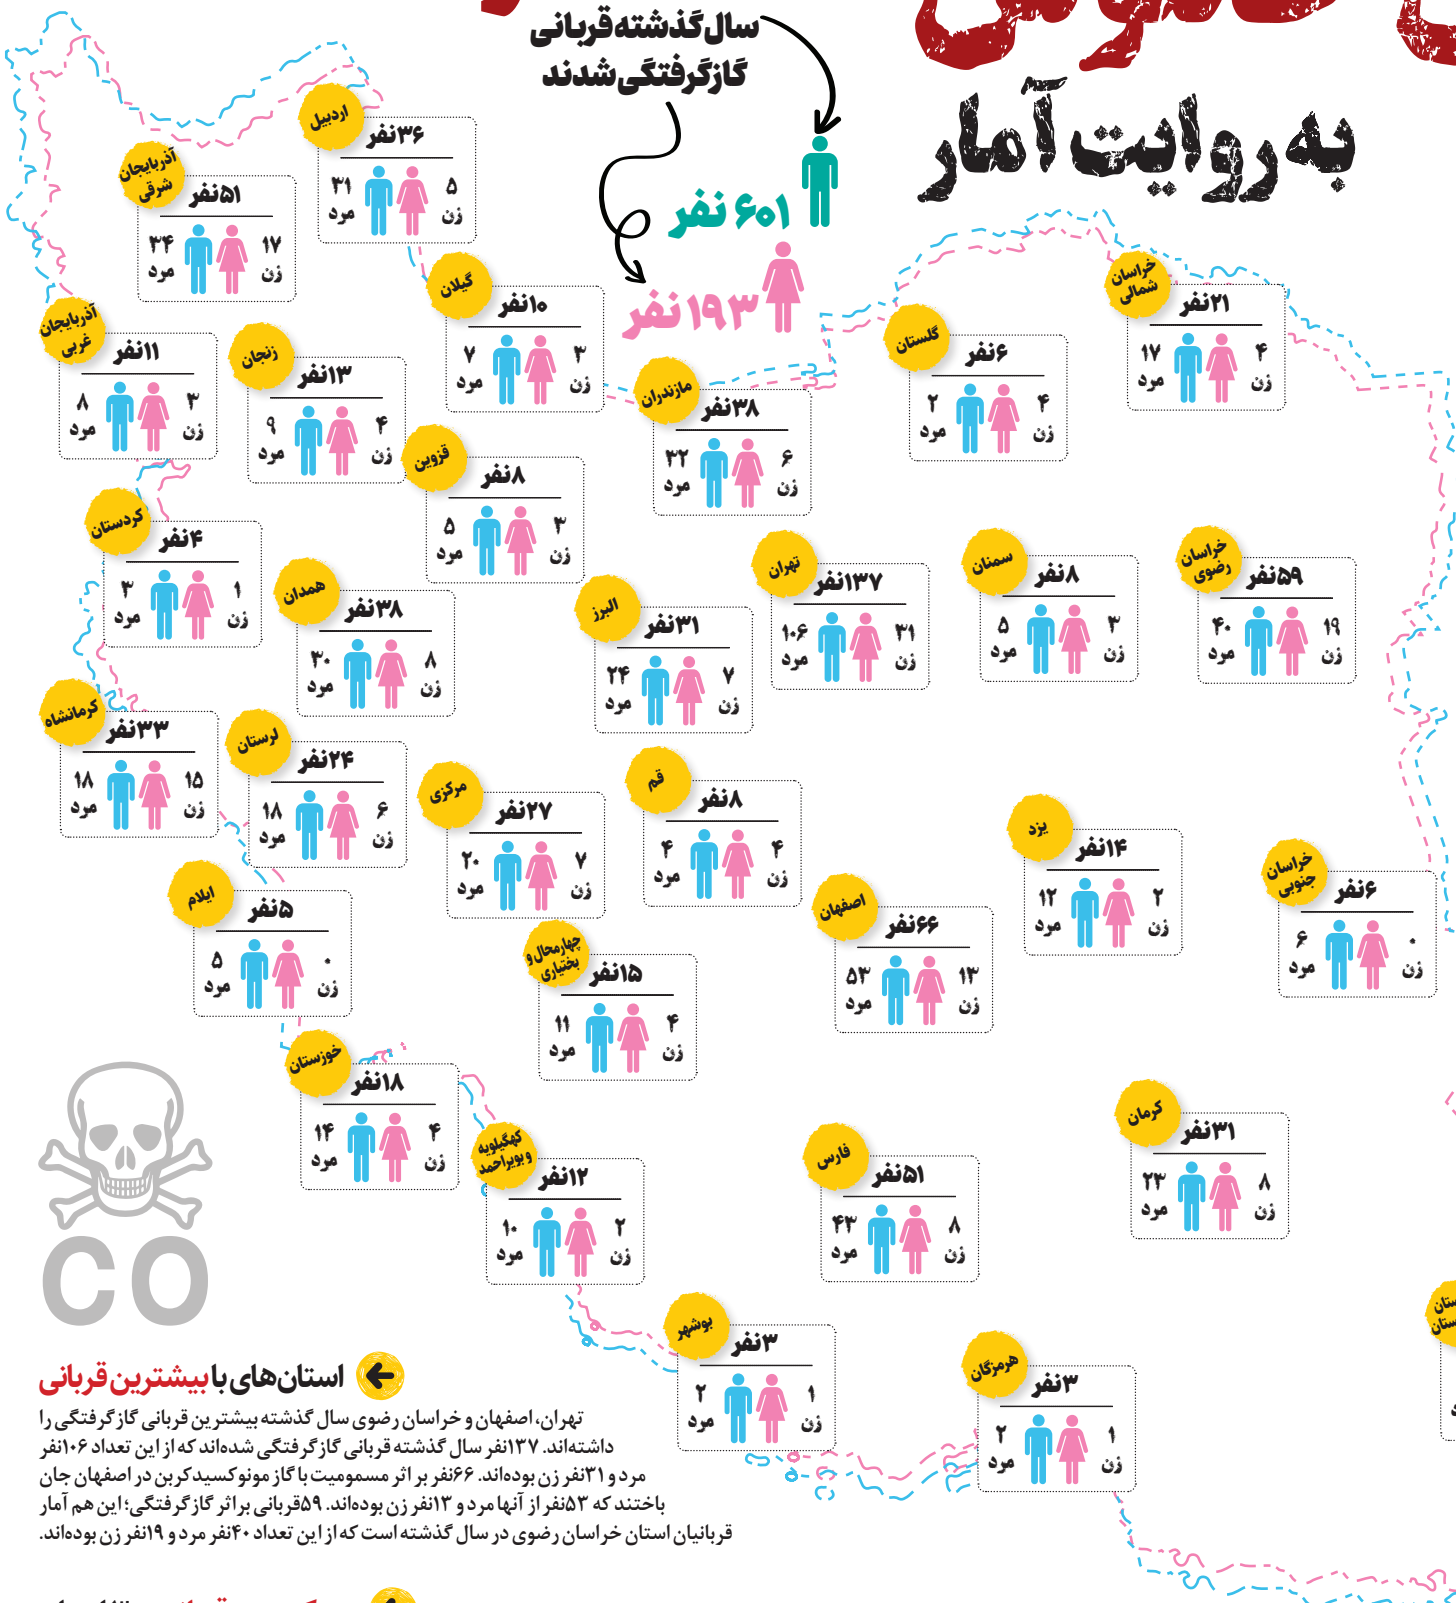 به روایت آمار
سال گذشته قربانی
گازگرفتگی شدند
۶۰۱ نفر
۱۹۳ نفر
اردبیل
۳۶نفر
۵
زن
۳۱
مرد
آذربایجان
شرقی
۵۱نفر
۱۷
زن
۳۴
مرد
گیلان
۱۰نفر
۳
زن
۷
مرد
خراسان
شمالی
۲۱نفر
۴
زن
۱۷
مرد
گلستان
۶نفر
۴
زن
۲
مرد
آذربایجان
غربی
۱۱نفر
۳
زن
۸
مرد
زنجان
۱۳نفر
۴
زن
۹
مرد
مازندران
۳۸نفر
۶
زن
۳۲
مرد
قزوین
۸نفر
۳
زن
۵
مرد
کردستان
۴نفر
۱
زن
۳
مرد
همدان
۳۸نفر
۸
زن
۳۰
مرد
البرز
۳۱نفر
۷
زن
۲۴
مرد
تهران
۱۳۷نفر
۳۱
زن
۱۰۶
مرد
سمنان
۸نفر
۳
زن
۵
مرد
خراسان
رضوی
۵۹نفر
۱۹
زن
۴۰
مرد
کرمانشاه
۳۳نفر
۱۵
زن
۱۸
مرد
لرستان
۲۴نفر
۶
زن
۱۸
مرد
مرکزی
۲۷نفر
۷
زن
۲۰
مرد
قم
۸نفر
۴
زن
۴
مرد
یزد
۱۴نفر
۲
زن
۱۲
مرد
خراسان
جنوبی
۶نفر
۰
زن
۶
مرد
ایلام
۵نفر
۰
زن
۵
مرد
اصفهان
۶۶نفر
۱۳
زن
۵۳
مرد
چهارمحال و
بختیاری
۱۵نفر
۴
زن
۱۱
مرد
خوزستان
۱۸نفر
۴
زن
۱۴
مرد
کهگیلویه
و بویراحمد
۱۲نفر
۲
زن
۱۰
مرد
فارس
۵۱نفر
۸
زن
۴۳
مرد
کرمان
۳۱نفر
۸
زن
۲۳
مرد
بوشهر
۳نفر
۱
زن
۲
مرد
هرمزگان
۳نفر
۱
زن
۲
مرد
CO
استان‌های با بیشترین قربانی
تهران، اصفهان و خراسان رضوی سال گذشته بیشترین قربانی گازگرفتگی را
داشته‌اند. ۱۳۷نفر سال گذشته قربانی گازگرفتگی شده‌اند که از این تعداد ۱۰۶نفر
مرد و ۳۱نفر زن بوده‌اند. ۶۶نفر بر اثر مسمومیت با گاز مونوکسیدکربن در اصفهان جان
باختند که ۵۳نفر از آنها مرد و ۱۳نفر زن بوده‌اند. ۵۹قربانی براثر گازگرفتگی؛ این هم آمار
قربانیان استان خراسان رضوی در سال گذشته است که از این تعداد ۴۰نفر مرد و ۱۹نفر زن بوده‌اند.